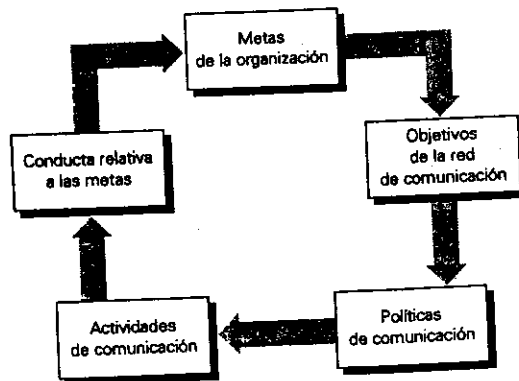 Metas
de la organización
Objetivos
de la red
de comunicación
Políticas
de comunicación
Actividades
de comunicación
Conducta relativa
a las metas